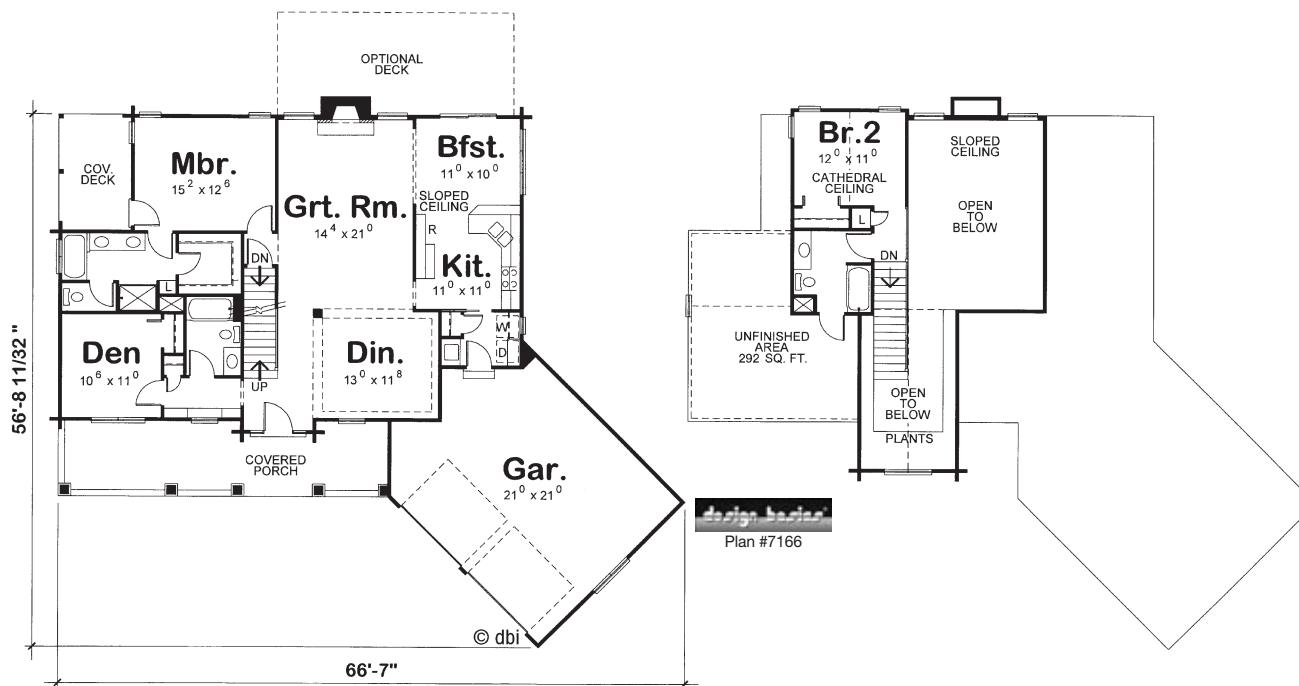 OPTIONAL
DECK
COV.
DECK
Mbr.
15² x 12⁶
Bfst.
11⁰ x 10⁰
SLOPED
CEILING
Grt. Rm.
14⁴ x 21⁰
R
Kit.
11⁰ x 11⁰
DN
L
W
D
Den
10⁶ x 11⁰
Din.
13⁰ x 11⁸
UP
COVERED
PORCH
Gar.
21⁰ x 21⁰
© dbi
56'-8 11/32 "
66'-7"
Br.2
12⁰ x 11⁰
CATHEDRAL
CEILING
L
SLOPED
CEILING
OPEN
TO
BELOW
DN
UNFINISHED
AREA
292 SQ. FT.
OPEN
TO
BELOW
PLANTS
design basics
Plan #7166